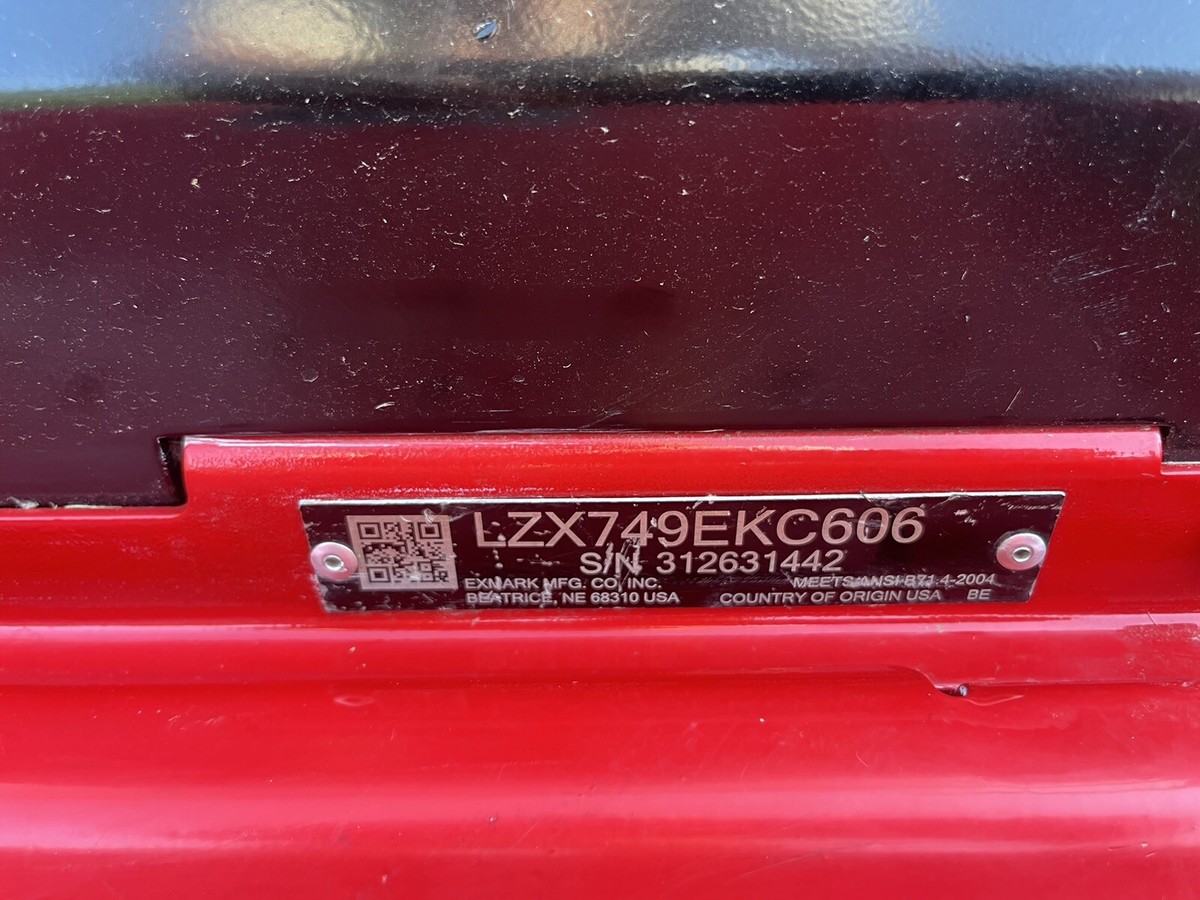 LZX749EKC606
S/N 312631442
EXMARK MFG. CO, INC. MEETS ANSI B71.4-2004
BEATRICE, NE 68310 USA COUNTRY OF ORIGIN USA BE